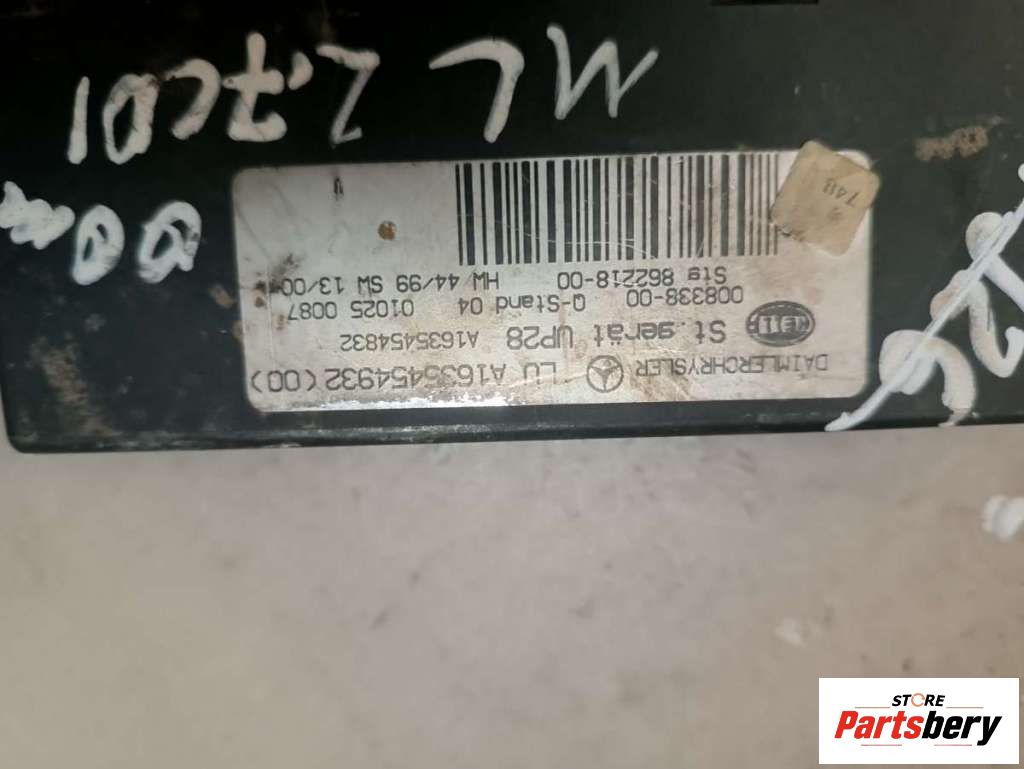 ML 2.7CDI
DAIMLERCHRYSLER LU A1635454932(00)
HELLA St.gerät UP28 A1635454832
008338-00 Q-Stand 04 01025 0087
Stg 862218-00 HW 44/99 SW 13/00
748
STORE
Partsbery